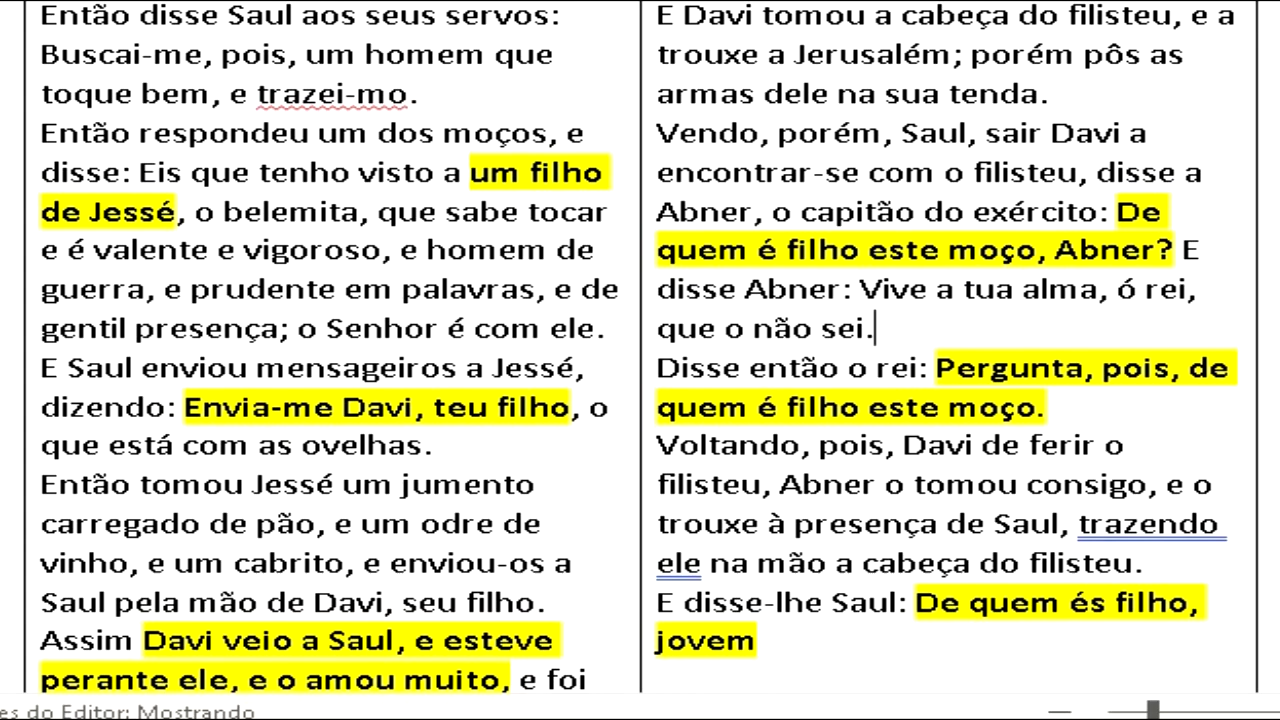 Então disse Saul aos seus servos:
Buscai-me, pois, um homem que
toque bem, e trazei-mo.
Então respondeu um dos moços, e
disse: Eis que tenho visto a um filho
de Jessé, o belemita, que sabe tocar
e é valente e vigoroso, e homem de
guerra, e prudente em palavras, e de
gentil presença; o Senhor é com ele.
E Saul enviou mensageiros a Jessé,
dizendo: Envia-me Davi, teu filho, o
que está com as ovelhas.
Então tomou Jessé um jumento
carregado de pão, e um odre de
vinho, e um cabrito, e enviou-os a
Saul pela mão de Davi, seu filho.
Assim Davi veio a Saul, e esteve
perante ele, e o amou muito, e foi
E Davi tomou a cabeça do filisteu, e a
trouxe a Jerusalém; porém pôs as
armas dele na sua tenda.
Vendo, porém, Saul, sair Davi a
encontrar-se com o filisteu, disse a
Abner, o capitão do exército: De
quem é filho este moço, Abner? E
disse Abner: Vive a tua alma, ó rei,
que o não sei.
Disse então o rei: Pergunta, pois, de
quem é filho este moço.
Voltando, pois, Davi de ferir o
filisteu, Abner o tomou consigo, e o
trouxe à presença de Saul, trazendo
ele na mão a cabeça do filisteu.
E disse-lhe Saul: De quem és filho,
jovem
es do Editor: Mostrando